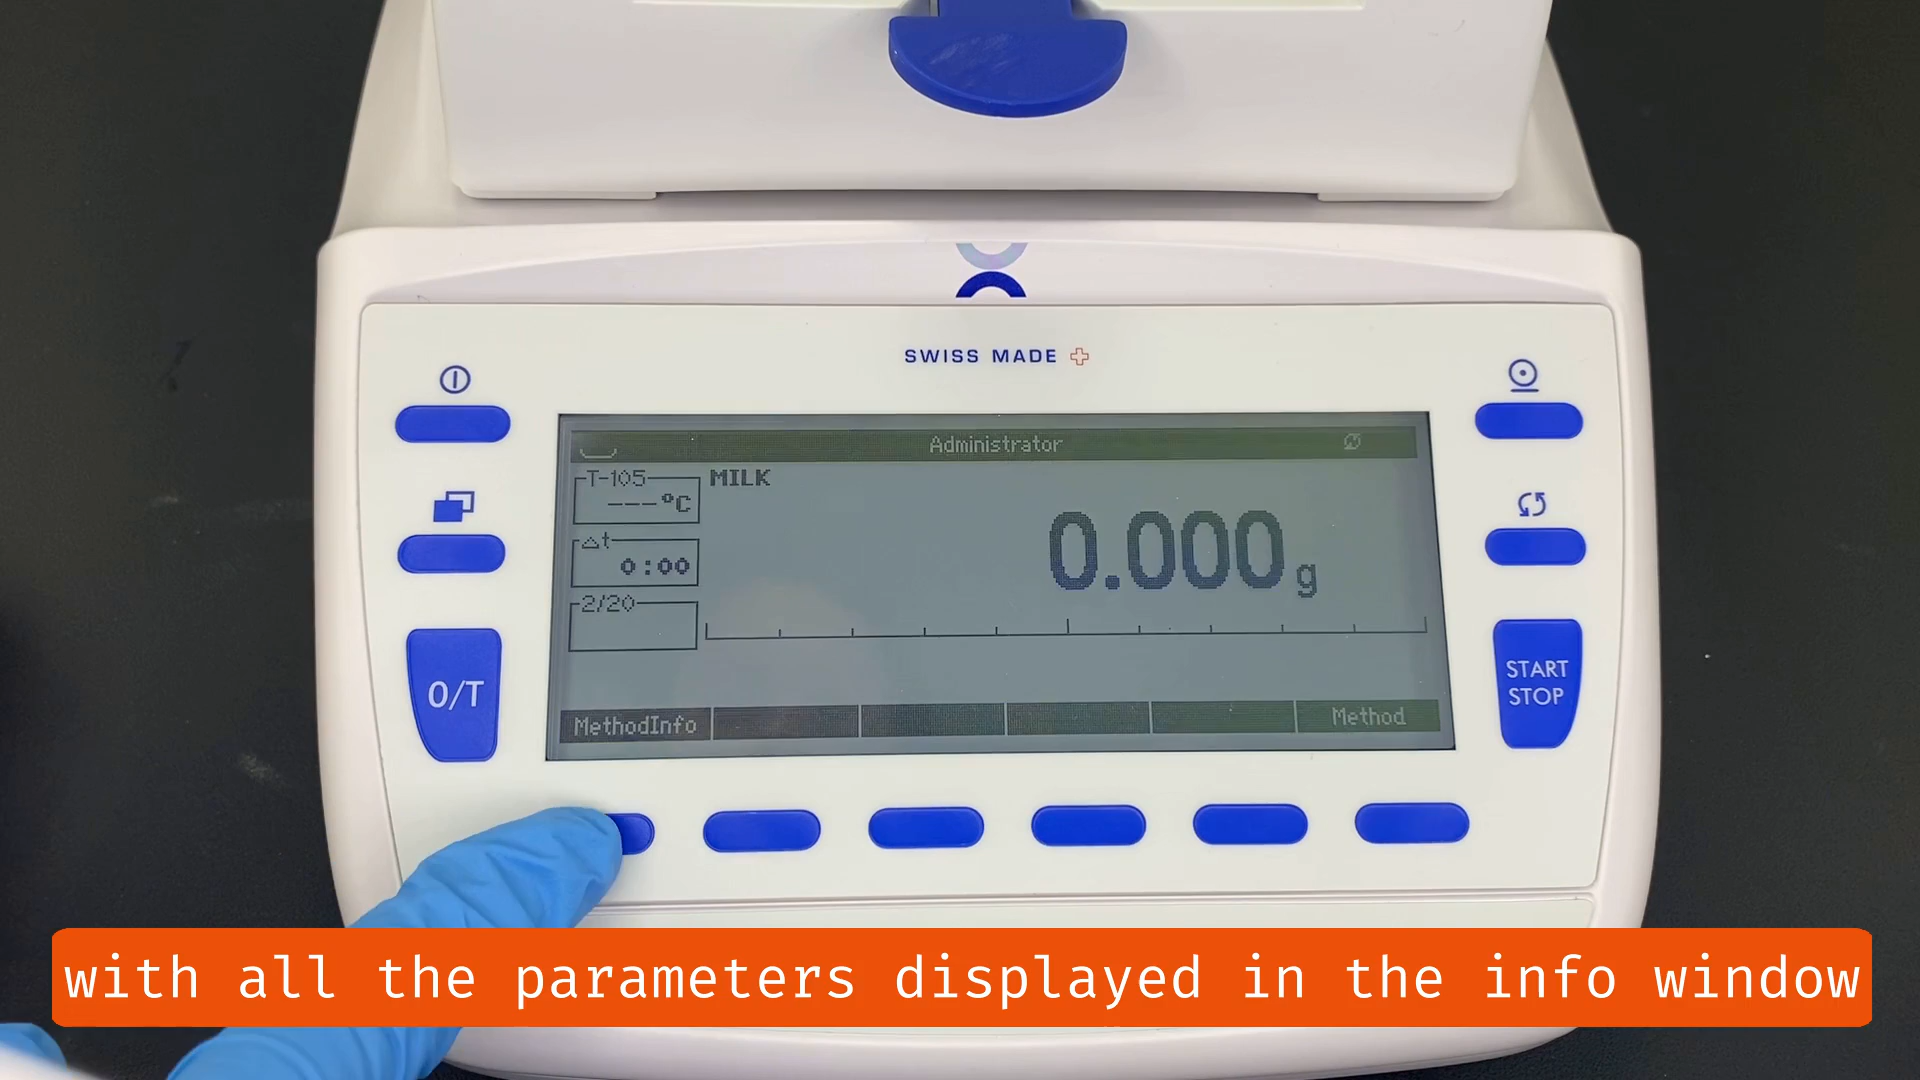 SWISS MADE
Administrator
T-105
MILK
---°C
0.000 g
Δt
0:00
2/20
0/T
START
STOP
MethodInfo
Method
with all the parameters displayed in the info window